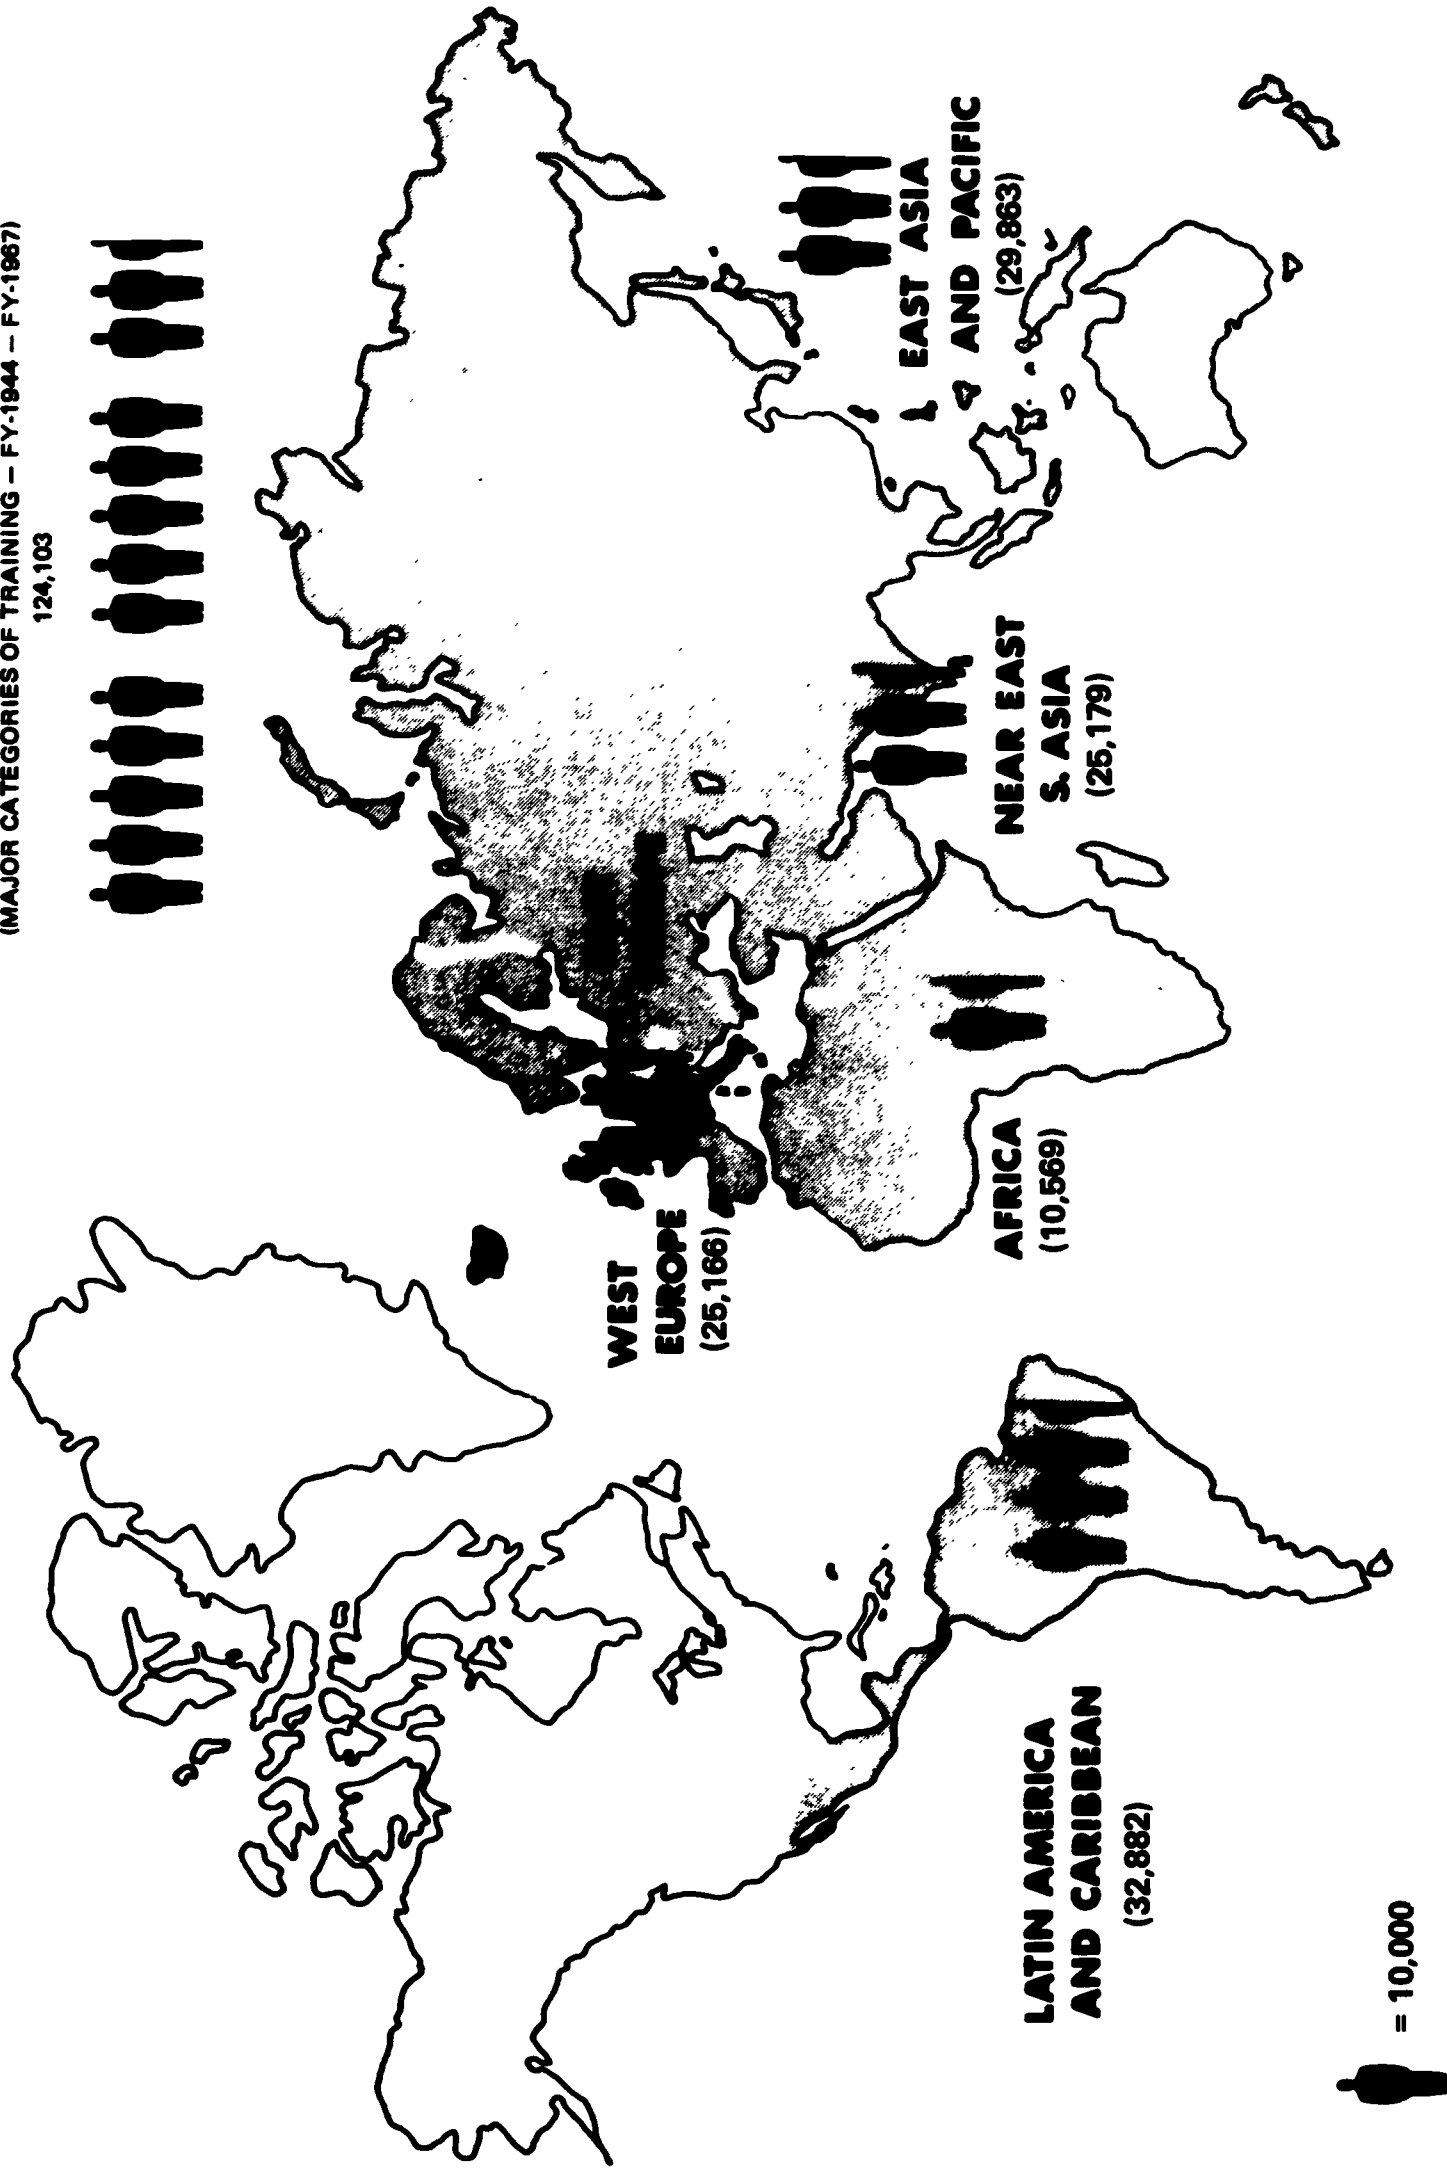 (MAJOR CATEGORIES OF TRAINING — FY-1944 — FY-1967)
124,103
WEST
EUROPE
(25,166)
EAST ASIA
AND PACIFIC
(29,863)
NEAR EAST
S. ASIA
(25,179)
AFRICA
(10,569)
LATIN AMERICA
AND CARIBBEAN
(32,882)
= 10,000